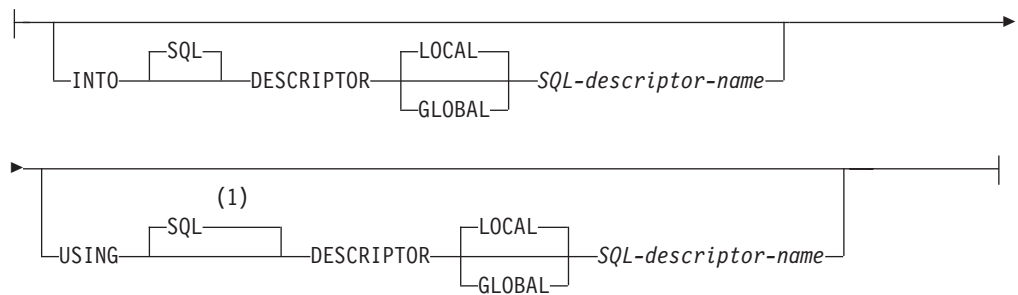 SQL LOCAL
INTO DESCRIPTOR SQL-descriptor-name
GLOBAL
(1)
SQL LOCAL
USING DESCRIPTOR SQL-descriptor-name
GLOBAL